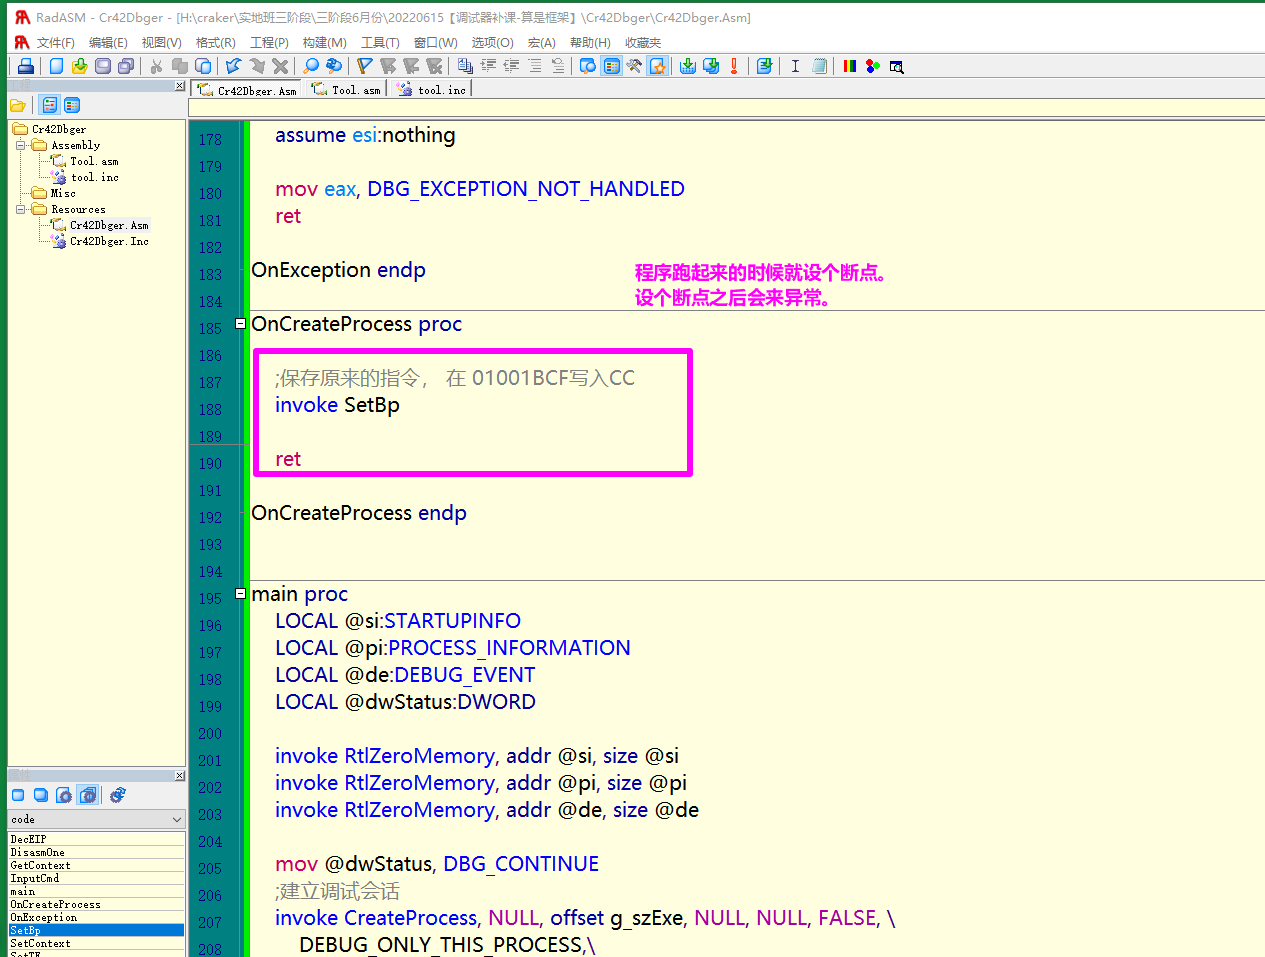 RadASM - Cr42Dbger - [H:\craker\实地班三阶段\三阶段6月份\20220615【调试器补课-算是框架】\Cr42Dbger\Cr42Dbger.Asm]
文件(F) 编辑(E) 视图(V) 格式(R) 工程(P) 构建(M) 工具(T) 窗口(W) 选项(O) 宏(A) 帮助(H) 收藏夹
Cr42Dbger.Asm Tool.asm tool.inc
Cr42Dbger
Assembly
Tool.asm
tool.inc
Misc
Resources
Cr42Dbger.Asm
Cr42Dbger.Inc
code
DecEIP
DisasmOne
GetContext
InputCmd
main
OnCreateProcess
OnException
SetBp
SetContext
SetTF
178 assume esi:nothing
179
180 mov eax, DBG_EXCEPTION_NOT_HANDLED
181 ret
182
183 OnException endp
程序跑起来的时候就设个断点。
设个断点之后会来异常。
184
185 OnCreateProcess proc
186
187 ;保存原来的指令， 在 01001BCF写入CC
188 invoke SetBp
189
190 ret
191
192 OnCreateProcess endp
193
194
195 main proc
196 LOCAL @si:STARTUPINFO
197 LOCAL @pi:PROCESS_INFORMATION
198 LOCAL @de:DEBUG_EVENT
199 LOCAL @dwStatus:DWORD
200
201 invoke RtlZeroMemory, addr @si, size @si
202 invoke RtlZeroMemory, addr @pi, size @pi
203 invoke RtlZeroMemory, addr @de, size @de
204
205 mov @dwStatus, DBG_CONTINUE
206 ;建立调试会话
207 invoke CreateProcess, NULL, offset g_szExe, NULL, NULL, FALSE, \
208 DEBUG_ONLY_THIS_PROCESS,\